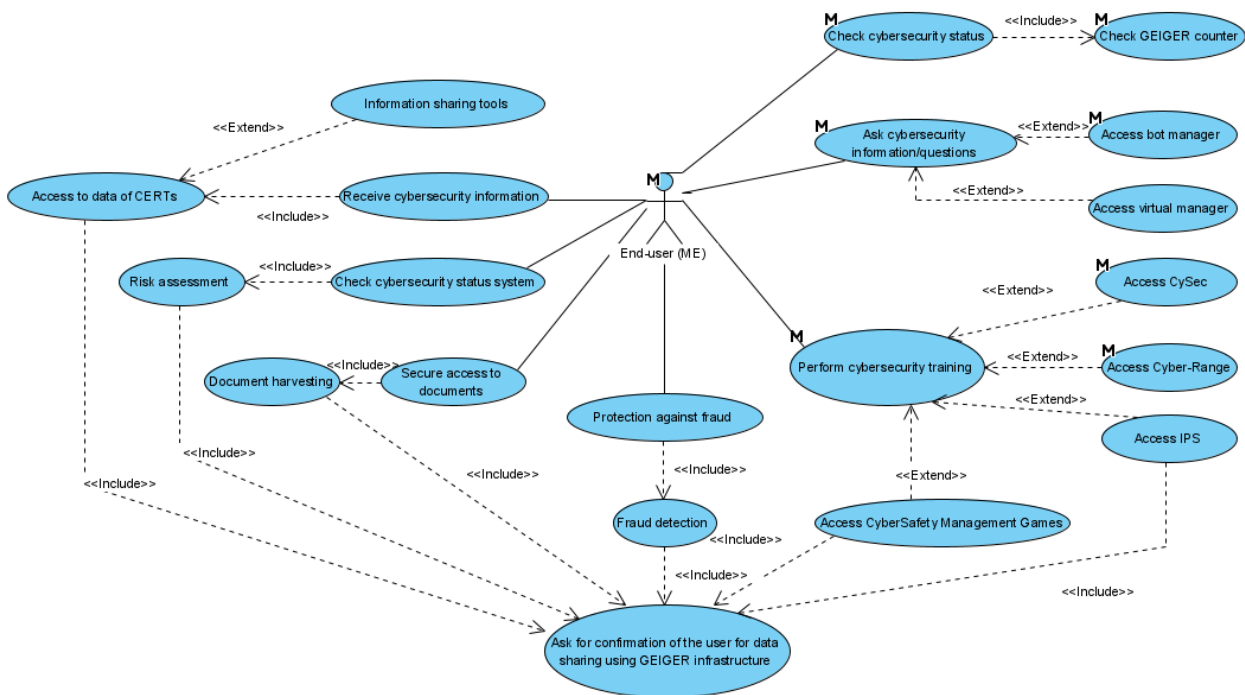 M
Check cybersecurity status
<<Include>>
M
Check GEIGER counter
Information sharing tools
<<Extend>>
M
Ask cybersecurity
information/questions
<<Extend>>
M
Access bot manager
Access to data of CERTs
<<Include>>
Receive cybersecurity information
M
End-user (ME)
<<Extend>>
Access virtual manager
Risk assessment
<<Include>>
Check cybersecurity status system
<<Extend>>
M
Access CySec
Document harvesting
<<Include>>
Secure access to
documents
M
Perform cybersecurity training
<<Extend>>
M
Access Cyber-Range
<<Extend>>
Access IPS
Protection against fraud
<<Include>>
<<Include>>
<<Include>>
<<Include>>
<<Extend>>
Fraud detection
<<Include>>
Access CyberSafety Management Games
<<Include>>
<<Include>>
Ask for confirmation of the user for data
sharing using GEIGER infrastructure